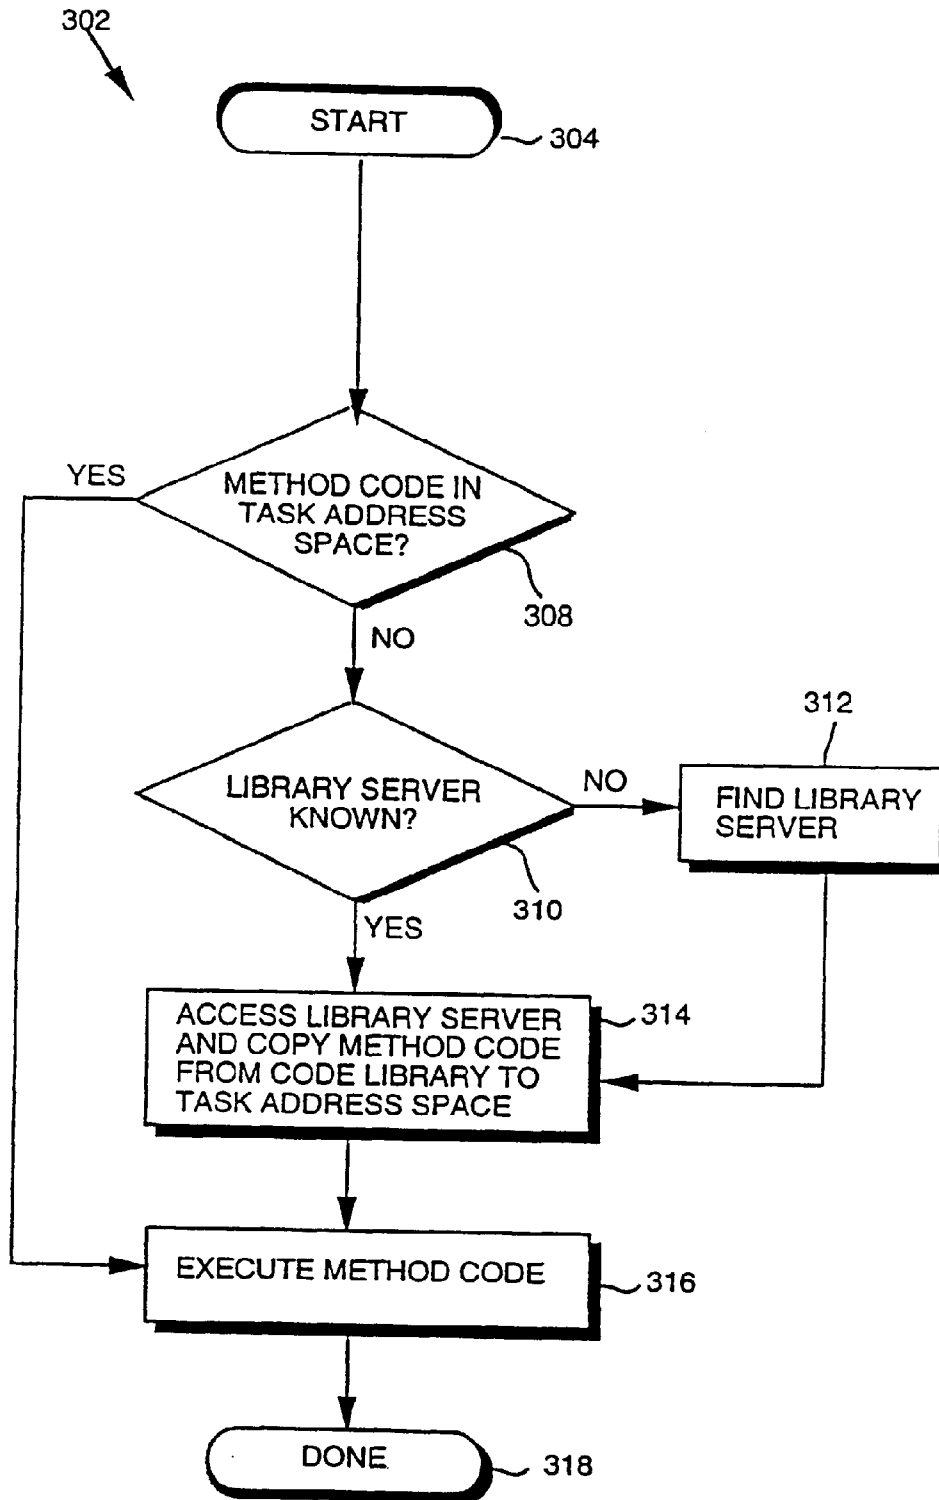 302
START
304
YES
METHOD CODE IN
TASK ADDRESS
SPACE?
308
NO
312
LIBRARY SERVER
KNOWN?
NO
FIND LIBRARY
SERVER
310
YES
ACCESS LIBRARY SERVER
AND COPY METHOD CODE
FROM CODE LIBRARY TO
TASK ADDRESS SPACE
314
EXECUTE METHOD CODE
316
DONE
318